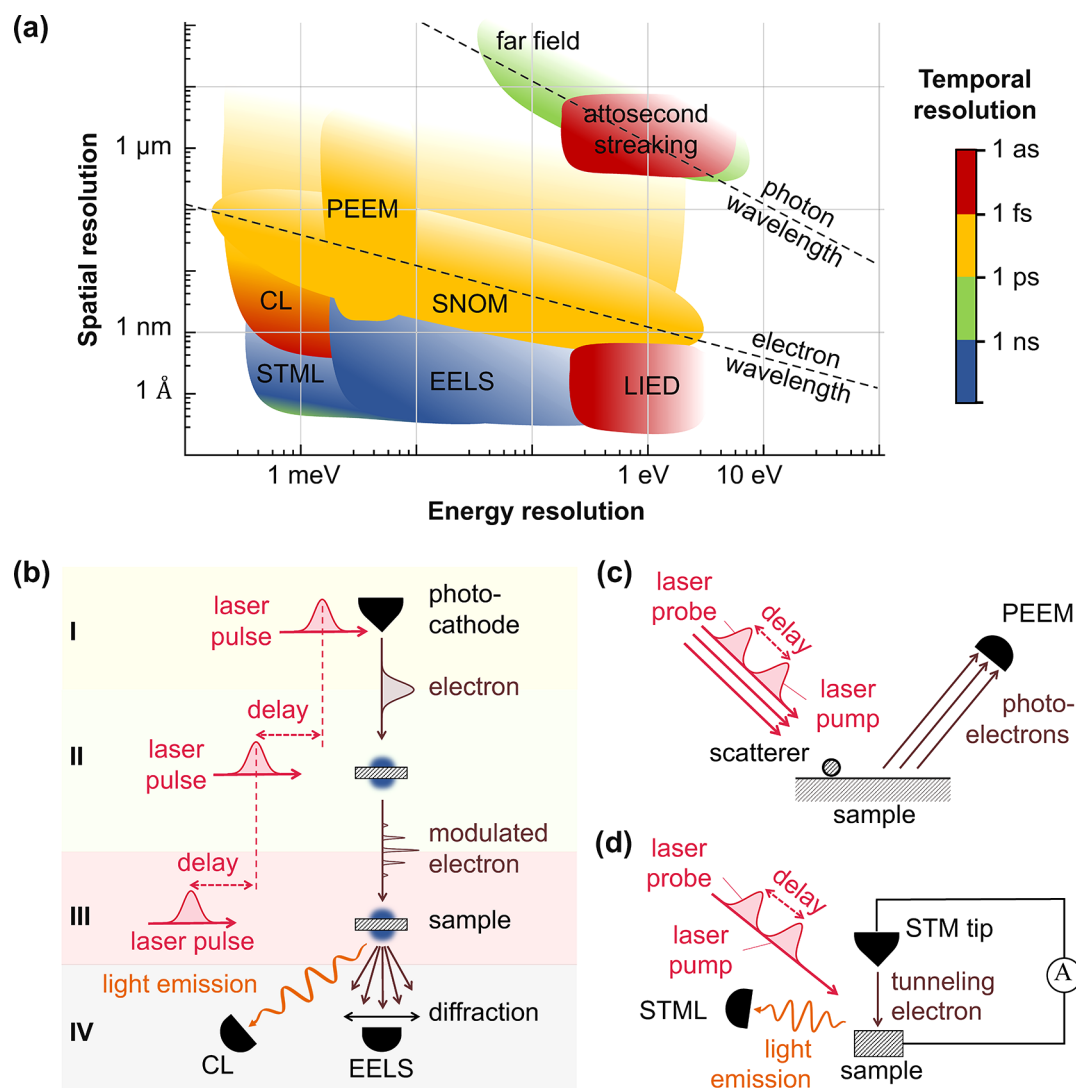 (a)
far field
attosecond
streaking
photon
wavelength
PEEM
CL
SNOM
STML
EELS
LIED
electron
wavelength
Spatial resolution
1 μm
1 nm
1 Å
1 meV
1 eV
10 eV
Energy resolution
Temporal
resolution
1 as
1 fs
1 ps
1 ns
(b)
I
laser
pulse
photo-
cathode
electron
delay
II
laser
pulse
modulated
electron
delay
III
laser pulse
sample
light emission
IV
diffraction
CL
EELS
(c)
laser
probe
delay
PEEM
laser
pump
photo-
electrons
scatterer
sample
(d)
laser
probe
delay
laser
pump
STM tip
A
tunneling
electron
STML
light
emission
sample